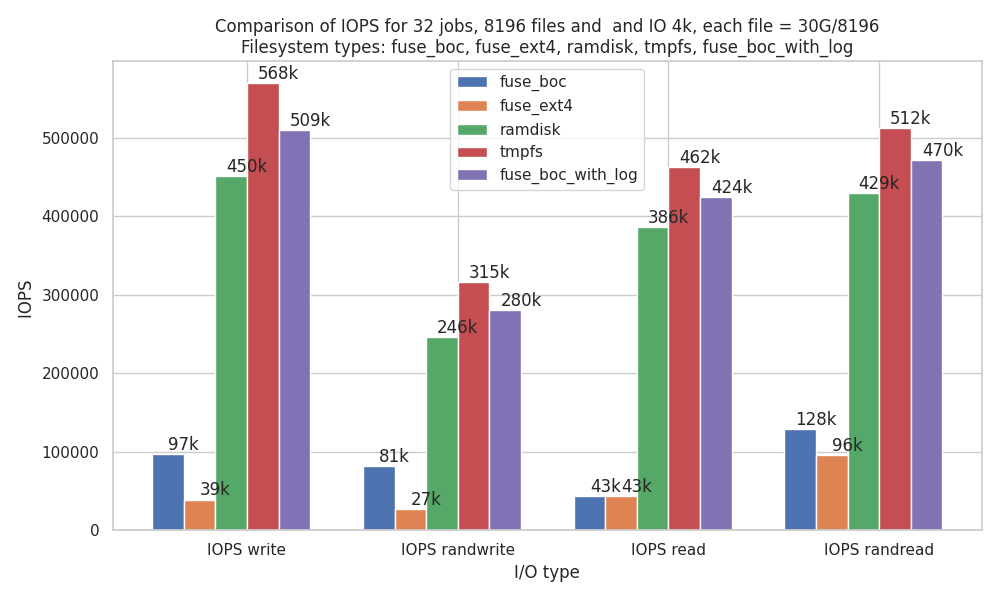 Comparison of IOPS for 32 jobs, 8196 files and  and IO 4k, each file = 30G/8196
Filesystem types: fuse_boc, fuse_ext4, ramdisk, tmpfs, fuse_boc_with_log
fuse_boc
fuse_ext4
ramdisk
tmpfs
fuse_boc_with_log
IOPS
500000
400000
300000
200000
100000
0
97k
39k
450k
568k
509k
81k
27k
246k
315k
280k
43k
43k
386k
462k
424k
128k
96k
429k
512k
470k
IOPS write
IOPS randwrite
IOPS read
IOPS randread
I/O type